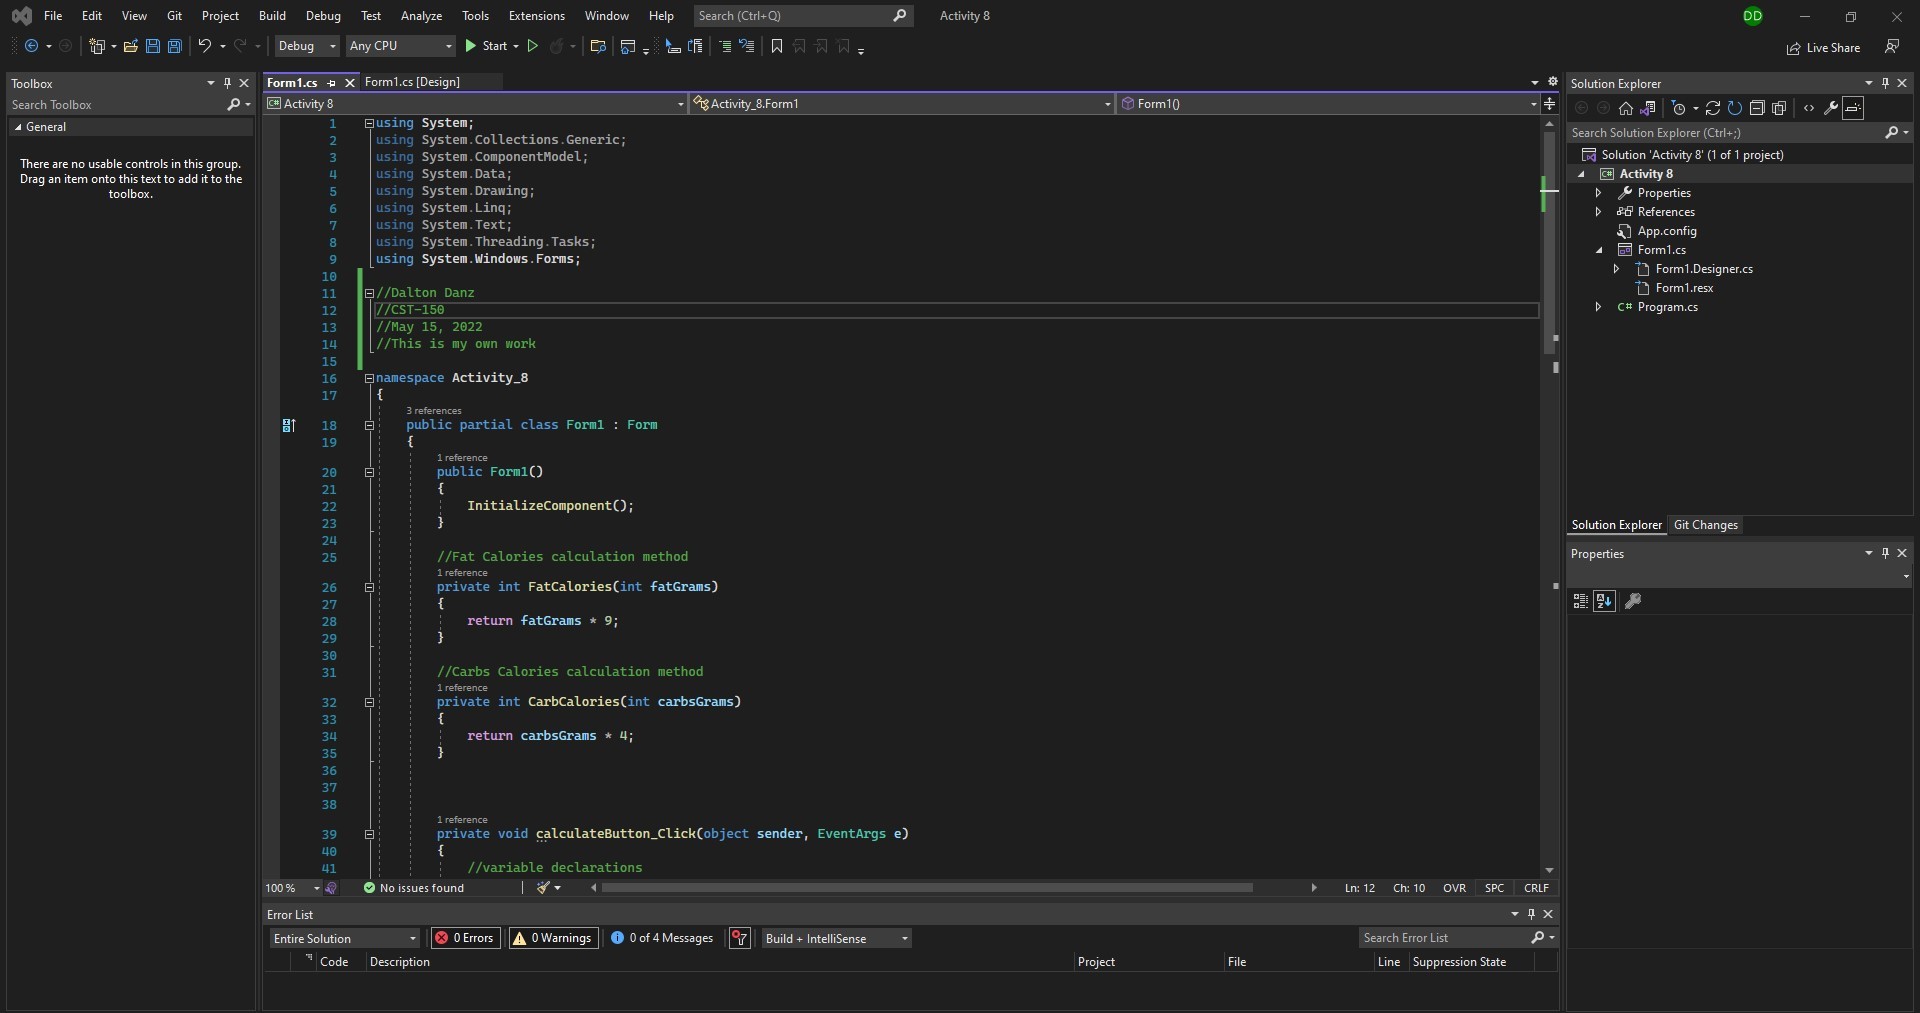 File Edit View Git Project Build Debug Test Analyze Tools Extensions Window Help Search (Ctrl+Q) Activity 8 DD
Debug Any CPU Start Live Share
Toolbox
Search Toolbox
General
There are no usable controls in this group.
Drag an item onto this text to add it to the
toolbox.
Form1.cs Form1.cs [Design]
Activity 8 Activity_8.Form1 Form1()
1 using System;
2 using System.Collections.Generic;
3 using System.ComponentModel;
4 using System.Data;
5 using System.Drawing;
6 using System.Linq;
7 using System.Text;
8 using System.Threading.Tasks;
9 using System.Windows.Forms;
10
11 //Dalton Danz
12 //CST-150
13 //May 15, 2022
14 //This is my own work
15
16 namespace Activity_8
17 {
3 references
18 public partial class Form1 : Form
19 {
1 reference
20 public Form1()
21 {
22 InitializeComponent();
23 }
24
25 //Fat Calories calculation method
1 reference
26 private int FatCalories(int fatGrams)
27 {
28 return fatGrams * 9;
29 }
30
31 //Carbs Calories calculation method
1 reference
32 private int CarbCalories(int carbsGrams)
33 {
34 return carbsGrams * 4;
35 }
36
37
38
1 reference
39 private void calculateButton_Click(object sender, EventArgs e)
40 {
41 //variable declarations
100 % No issues found Ln: 12 Ch: 10 OVR SPC CRLF
Error List
Entire Solution 0 Errors 0 Warnings 0 of 4 Messages Build + IntelliSense Search Error List
Code Description Project File Line Suppression State
Solution Explorer
Search Solution Explorer (Ctrl+;)
Solution 'Activity 8' (1 of 1 project)
C# Activity 8
Properties
References
App.config
Form1.cs
Form1.Designer.cs
Form1.resx
C# Program.cs
Solution Explorer Git Changes
Properties